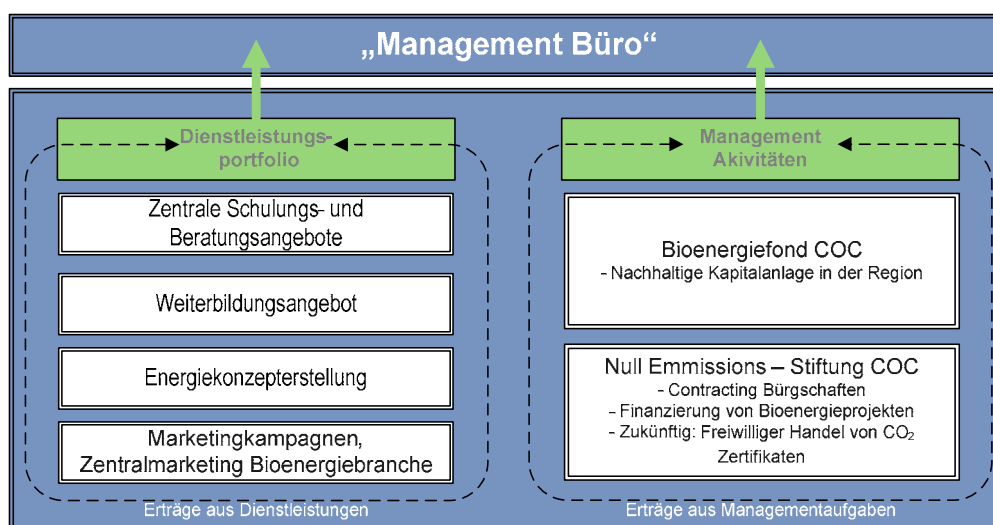 „Management Büro“
Dienstleistungs-
portfolio
Zentrale Schulungs- und
Beratungsangebote
Weiterbildungsangebot
Energiekonzepterstellung
Marketingkampagnen,
Zentralmarketing Bioenergiebranche
Erträge aus Dienstleistungen
Management
Akivitäten
Bioenergiefond COC
- Nachhaltige Kapitalanlage in der Region
Null Emmissions – Stiftung COC
- Contracting Bürgschaften
- Finanzierung von Bioenergieprojekten
- Zukünftig: Freiwilliger Handel von CO₂
Zertifikaten
Erträge aus Managementaufgaben